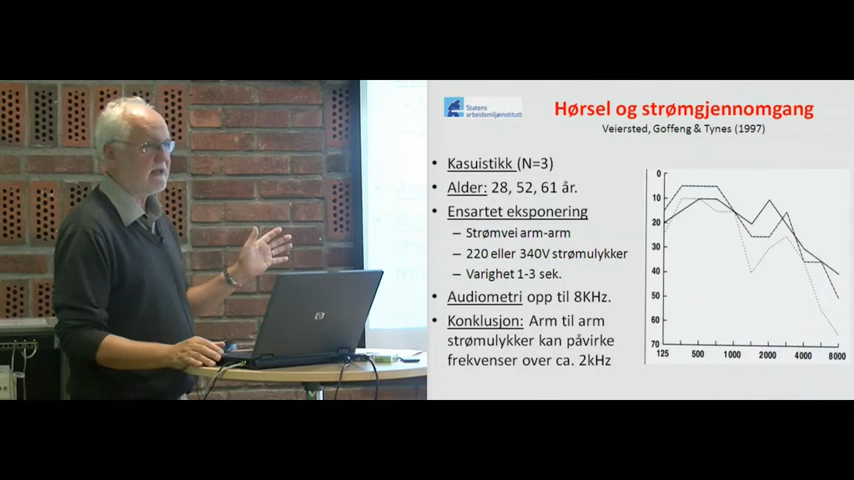 Statens
arbeidsmiljøinstitutt
Hørsel og strømgjennomgang
Veiersted, Goffeng & Tynes (1997)
• Kasuistikk (N=3)
• Alder: 28, 52, 61 år.
• Ensartet eksponering
– Strømvei arm-arm
– 220 eller 340V strømulykker
– Varighet 1-3 sek.
• Audiometri opp til 8KHz.
• Konklusjon: Arm til arm
strømulykker kan påvirke
frekvenser over ca. 2kHz
0
10
20
30
40
50
60
70
125 500 1000 2000 4000 8000
hp